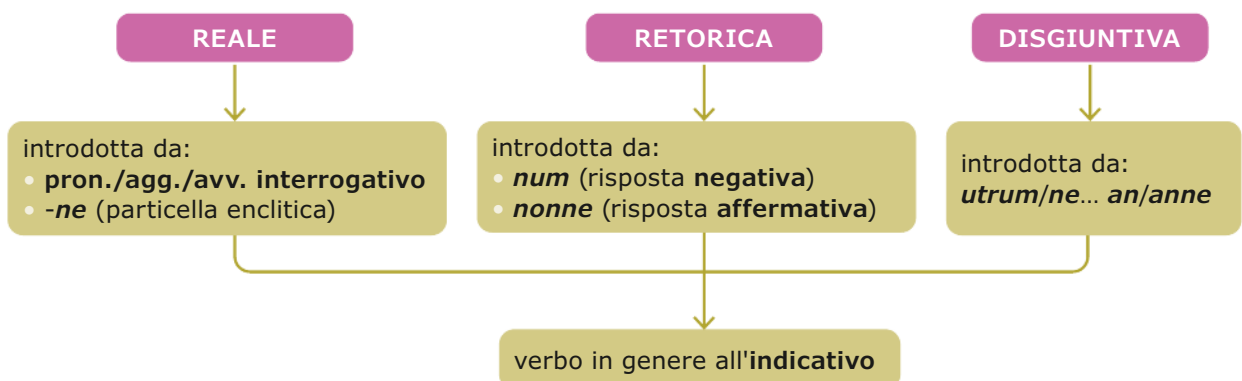 REALE
RETORICA
DISGIUNTIVA
introdotta da:
• pron./agg./avv. interrogativo
• -ne (particella enclitica)
introdotta da:
• num (risposta negativa)
• nonne (risposta affermativa)
introdotta da:
utrum/ne... an/anne
verbo in genere all'indicativo